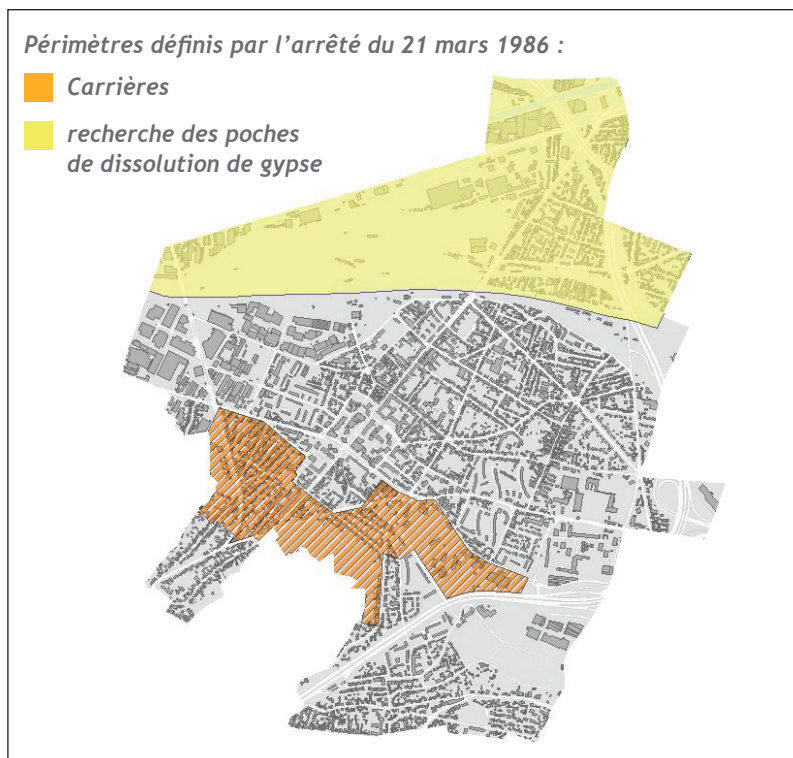 Périmètres définis par l’arrêté du 21 mars 1986 :
Carrières
recherche des poches
de dissolution de gypse